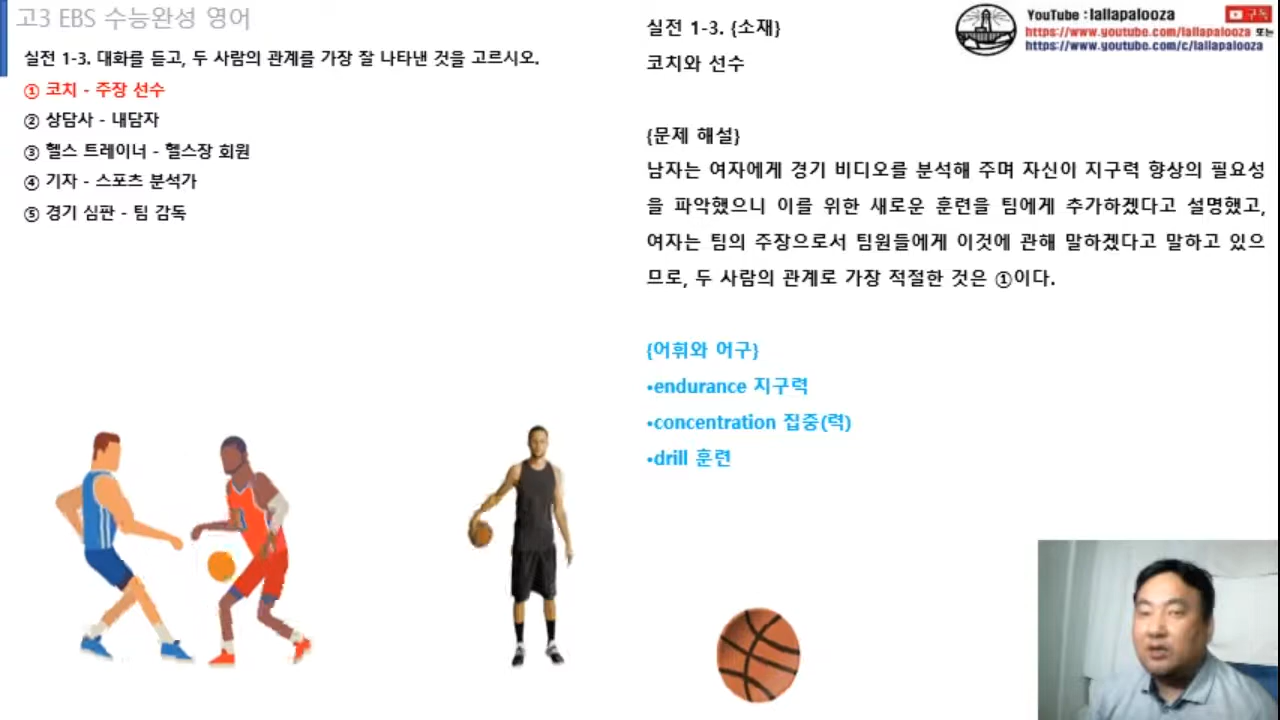 고3 EBS 수능완성 영어
실전 1-3. 대화를 듣고, 두 사람의 관계를 가장 잘 나타낸 것을 고르시오.
① 코치 - 주장 선수
② 상담사 - 내담자
③ 헬스 트레이너 - 헬스장 회원
④ 기자 - 스포츠 분석가
⑤ 경기 심판 - 팀 감독
실전 1-3. {소재}
코치와 선수
{문제 해설}
남자는 여자에게 경기 비디오를 분석해 주며 자신이 지구력 향상의 필요성
을 파악했으니 이를 위한 새로운 훈련을 팀에게 추가하겠다고 설명했고,
여자는 팀의 주장으로서 팀원들에게 이것에 관해 말하겠다고 말하고 있으
므로, 두 사람의 관계로 가장 적절한 것은 ①이다.
{어휘와 어구}
•endurance 지구력
•concentration 집중(력)
•drill 훈련
YouTube : lallapalooza
구독
https://www.youtube.com/lallapalooza 또는
https://www.youtube.com/c/lallapalooza